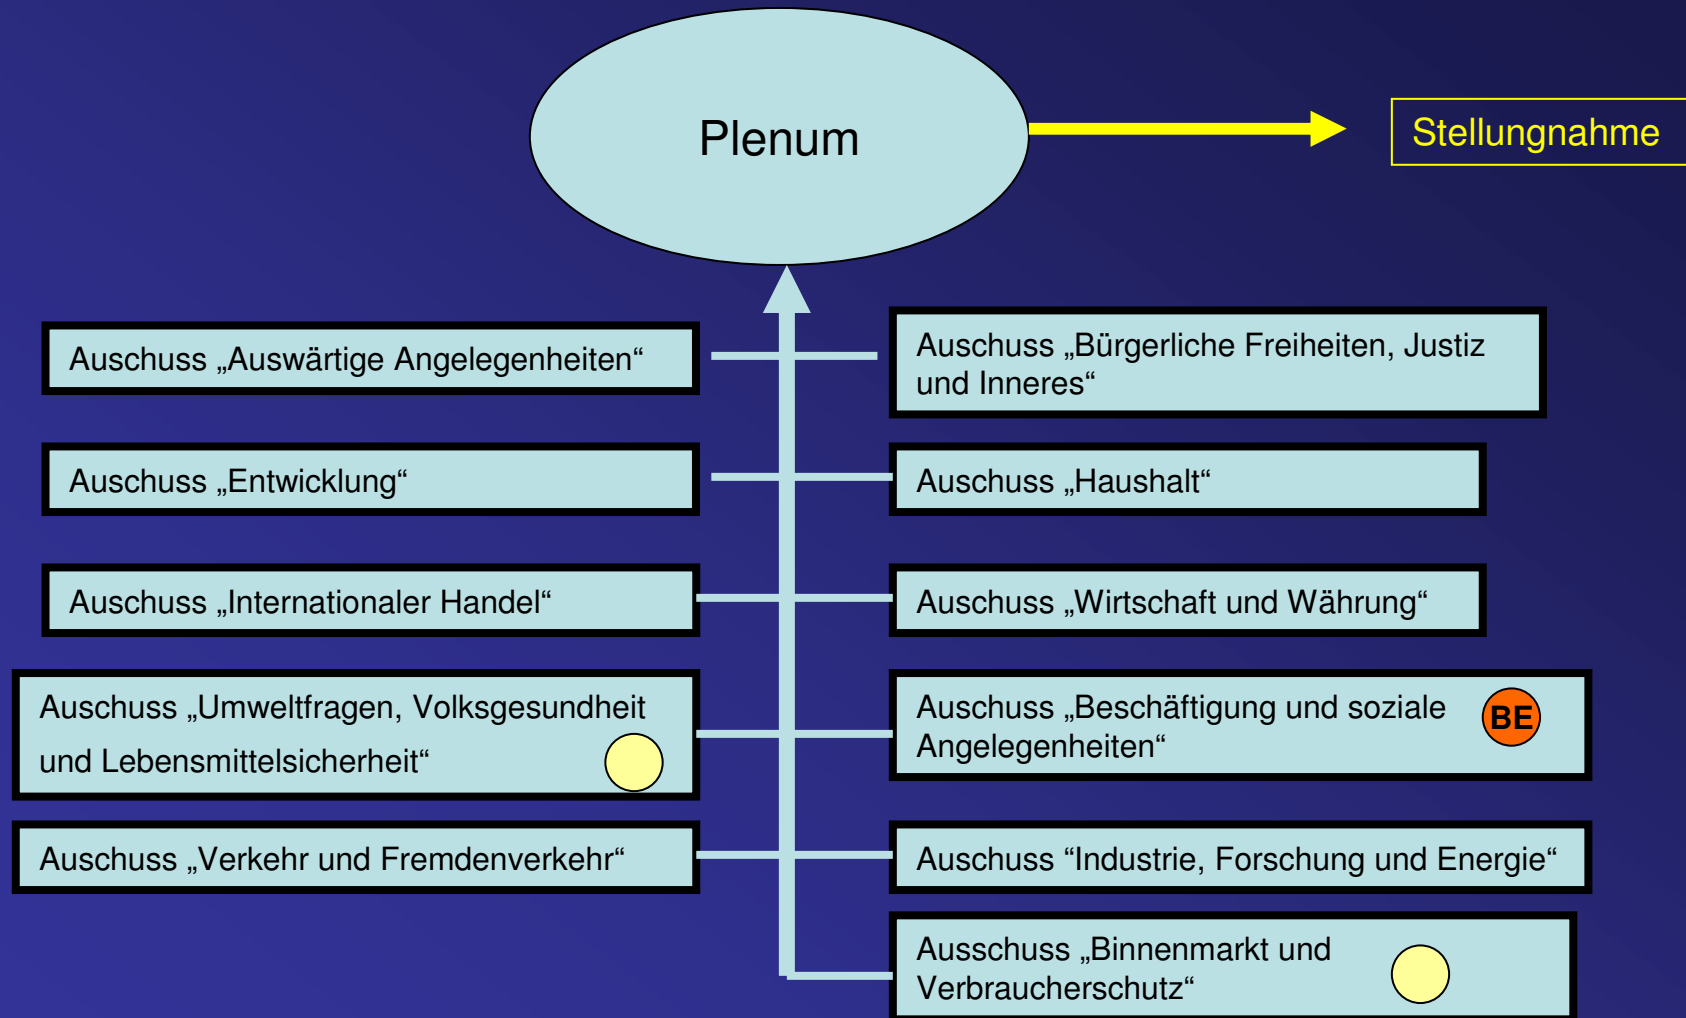 Plenum
Stellungnahme
Auschuss „Auswärtige Angelegenheiten“
Auschuss „Bürgerliche Freiheiten, Justiz
und Inneres“
Auschuss „Entwicklung“
Auschuss „Haushalt“
Auschuss „Internationaler Handel“
Auschuss „Wirtschaft und Währung“
Auschuss „Umweltfragen, Volksgesundheit
und Lebensmittelsicherheit“
Auschuss „Beschäftigung und soziale
Angelegenheiten“
BE
Auschuss „Verkehr und Fremdenverkehr“
Auschuss “Industrie, Forschung und Energie“
Ausschuss „Binnenmarkt und
Verbraucherschutz“